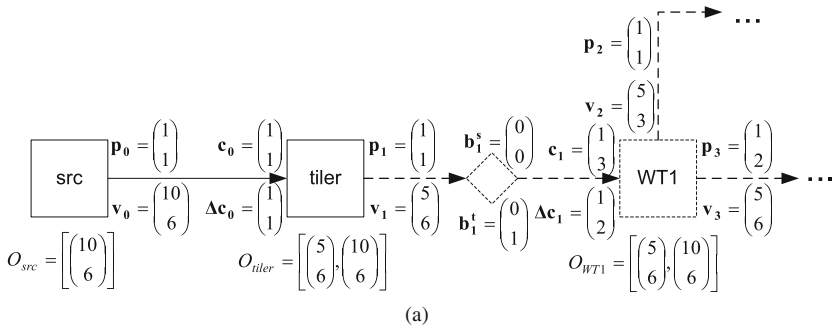 p₂ = (1 1)
...
v₂ = (5 3)
p₀ = (1 1)
c₀ = (1 1)
p₁ = (1 1)
b₁ˢ = (0 0)
c₁ = (1 3)
p₃ = (1 2)
src
tiler
WT1
...
v₀ = (10 6)
Δc₀ = (1 1)
v₁ = (5 6)
b₁ᵗ = (0 1)
Δc₁ = (1 2)
v₃ = (5 6)
O_src = [(10 6)]
O_tiler = [(5 6), (10 6)]
O_WT1 = [(5 6), (10 6)]
(a)